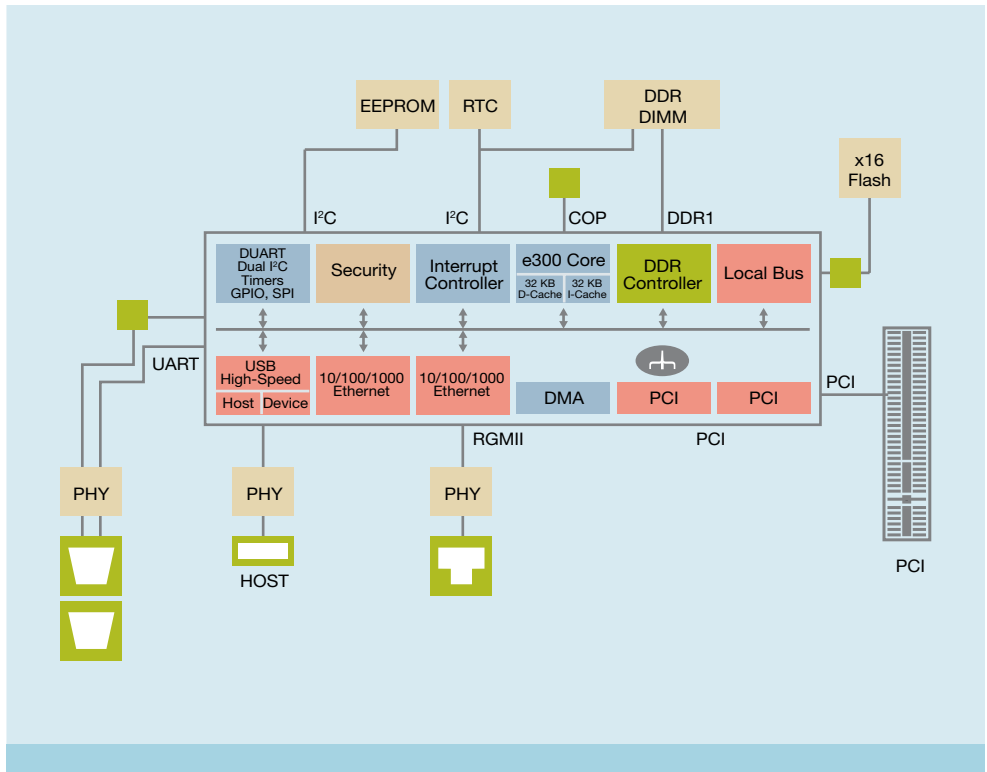 EEPROM
RTC
DDR
DIMM
x16
Flash
I²C
I²C
COP
DDR1
DUART
Dual I²C
Timers
GPIO, SPI
Security
Interrupt
Controller
e300 Core
32 KB
D-Cache
32 KB
I-Cache
DDR
Controller
Local Bus
UART
USB
High-Speed
Host
Device
10/100/1000
Ethernet
10/100/1000
Ethernet
DMA
PCI
PCI
PCI
RGMII
PCI
PHY
PHY
PHY
HOST
PCI